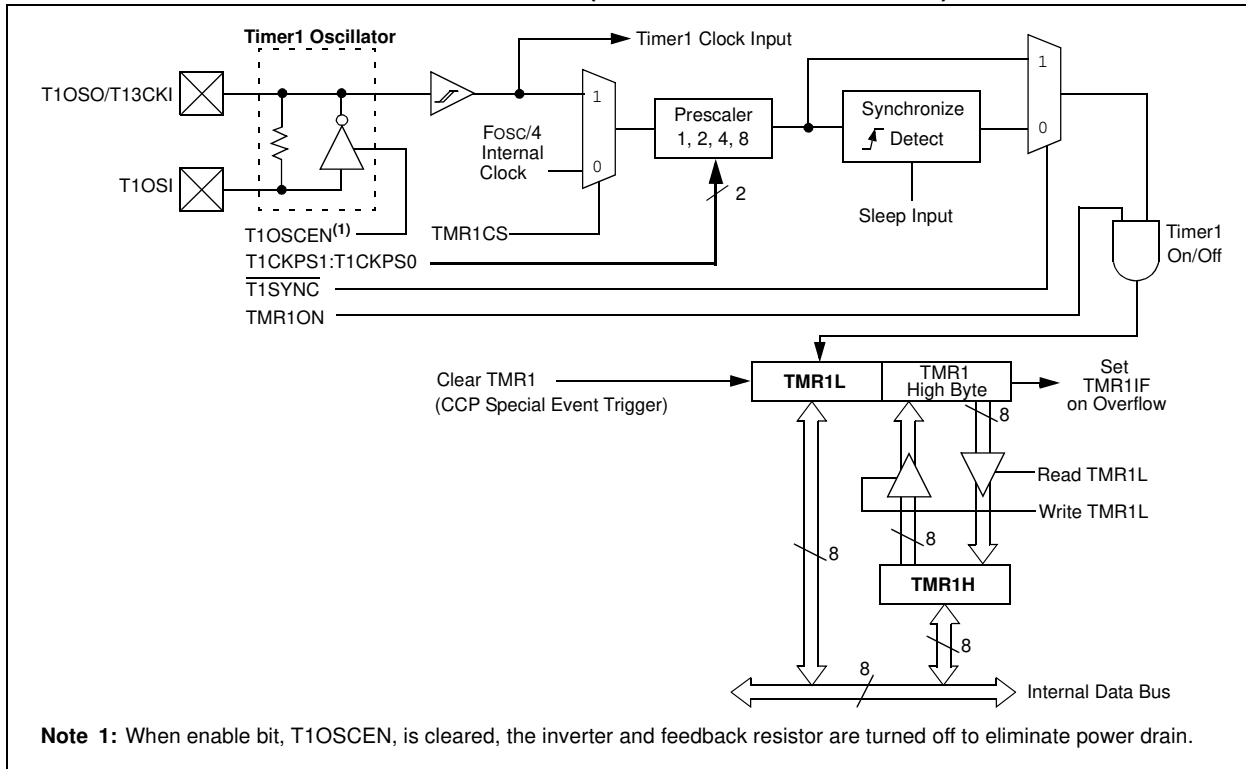 Timer1 Oscillator
Timer1 Clock Input
T1OSO/T13CKI
T1OSI
1
FOSC/4
Internal
Clock
0
Prescaler
1, 2, 4, 8
2
Synchronize
Detect
Sleep Input
1
0
T1OSCEN(1)
TMR1CS
T1CKPS1:T1CKPS0
T1SYNC
TMR1ON
Timer1
On/Off
Clear TMR1
(CCP Special Event Trigger)
TMR1L
TMR1
High Byte
Set
TMR1IF
on Overflow
8
Read TMR1L
Write TMR1L
8
8
TMR1H
8
8
Internal Data Bus
Note 1: When enable bit, T1OSCEN, is cleared, the inverter and feedback resistor are turned off to eliminate power drain.